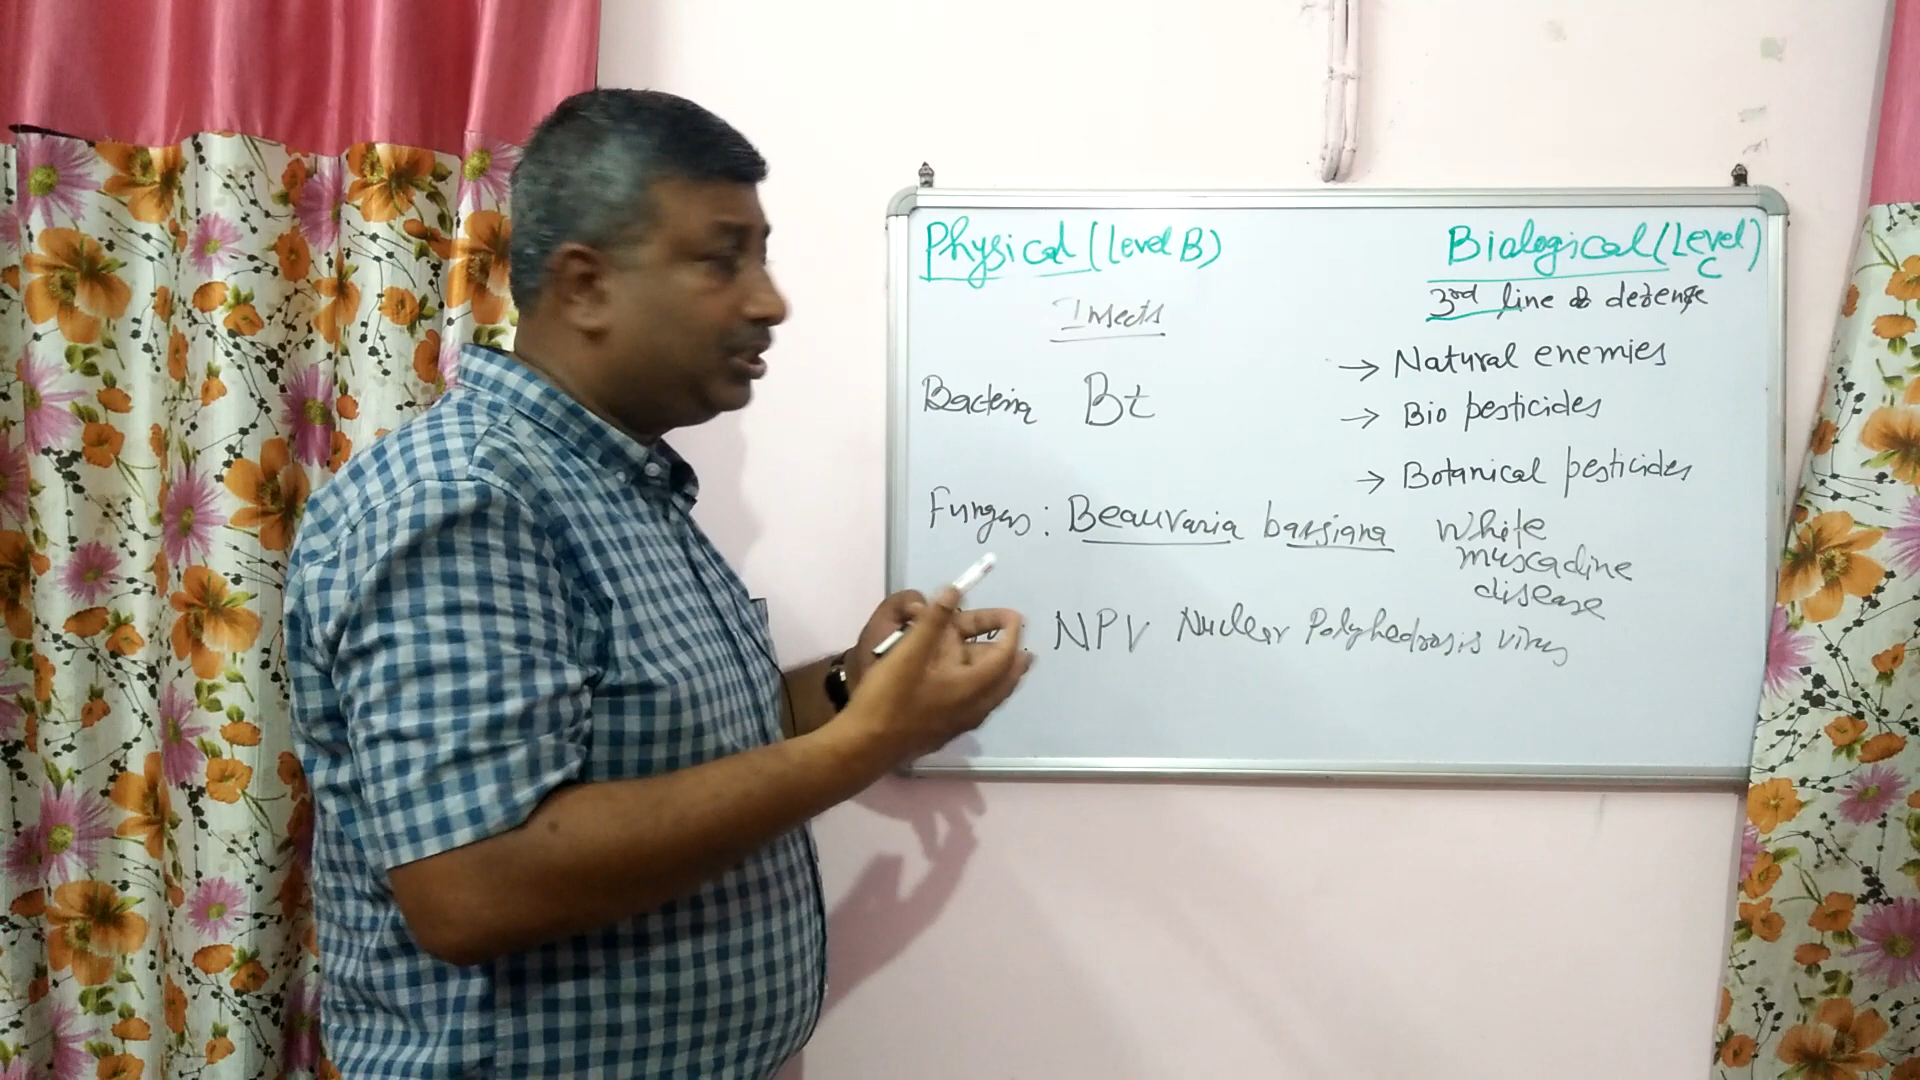 Physical (Level B)
Insects
Bacteria Bt
Fungus : Beauvaria bassiana
: NPV Nuclear Polyhedrosis virus
Biological (Level C)
3rd line of defense
→ Natural enemies
→ Bio pesticides
→ Botanical pesticides
White
muscadine
disease